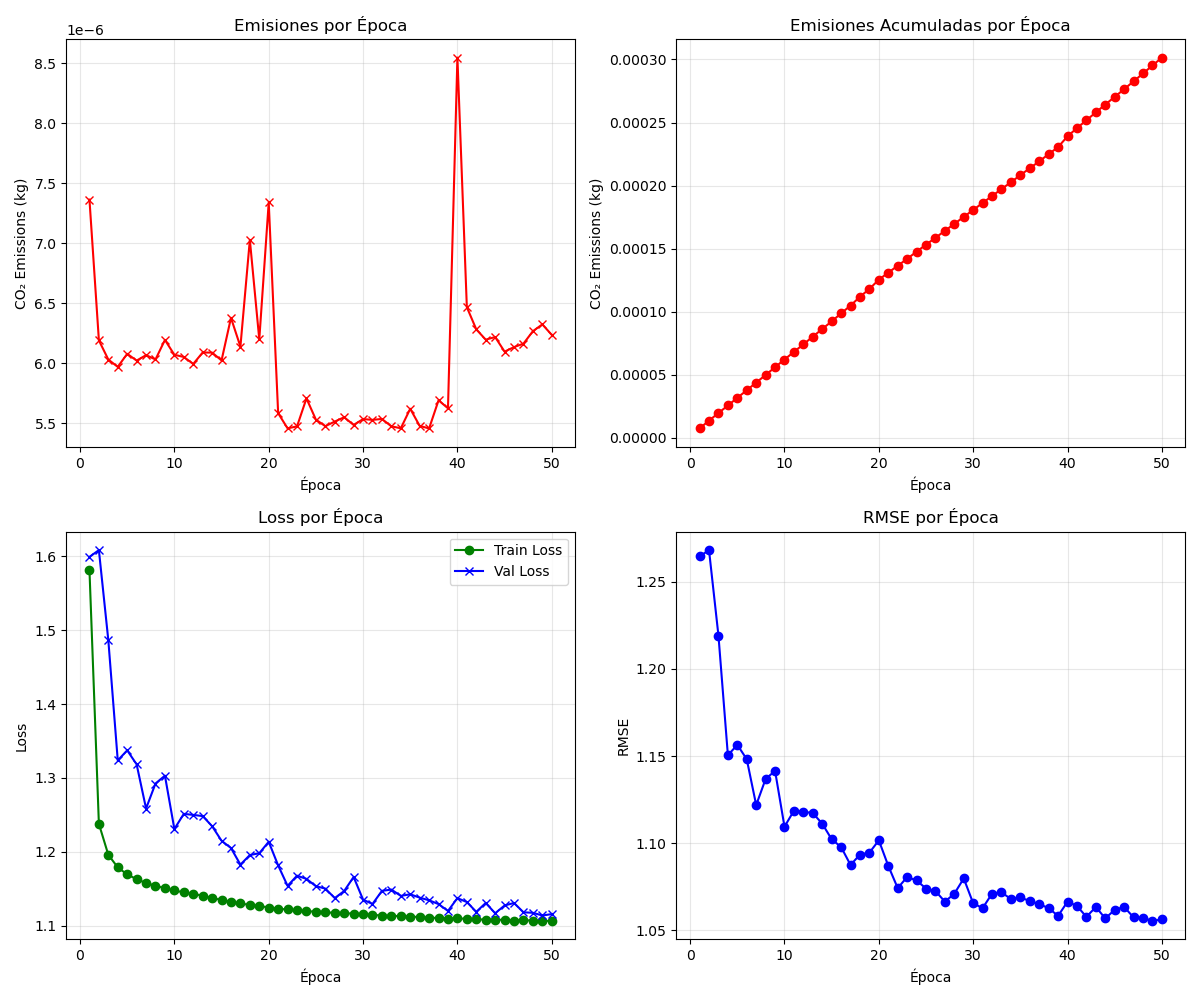 Emisiones por Época
1e−6
8.5
8.0
7.5
7.0
6.5
6.0
5.5
CO₂ Emissions (kg)
0 10 20 30 40 50
Época
Emisiones Acumuladas por Época
0.00030
0.00025
0.00020
0.00015
0.00010
0.00005
0.00000
CO₂ Emissions (kg)
0 10 20 30 40 50
Época
Loss por Época
Train Loss
Val Loss
1.6
1.5
1.4
1.3
1.2
1.1
Loss
0 10 20 30 40 50
Época
RMSE por Época
1.25
1.20
1.15
1.10
1.05
RMSE
0 10 20 30 40 50
Época